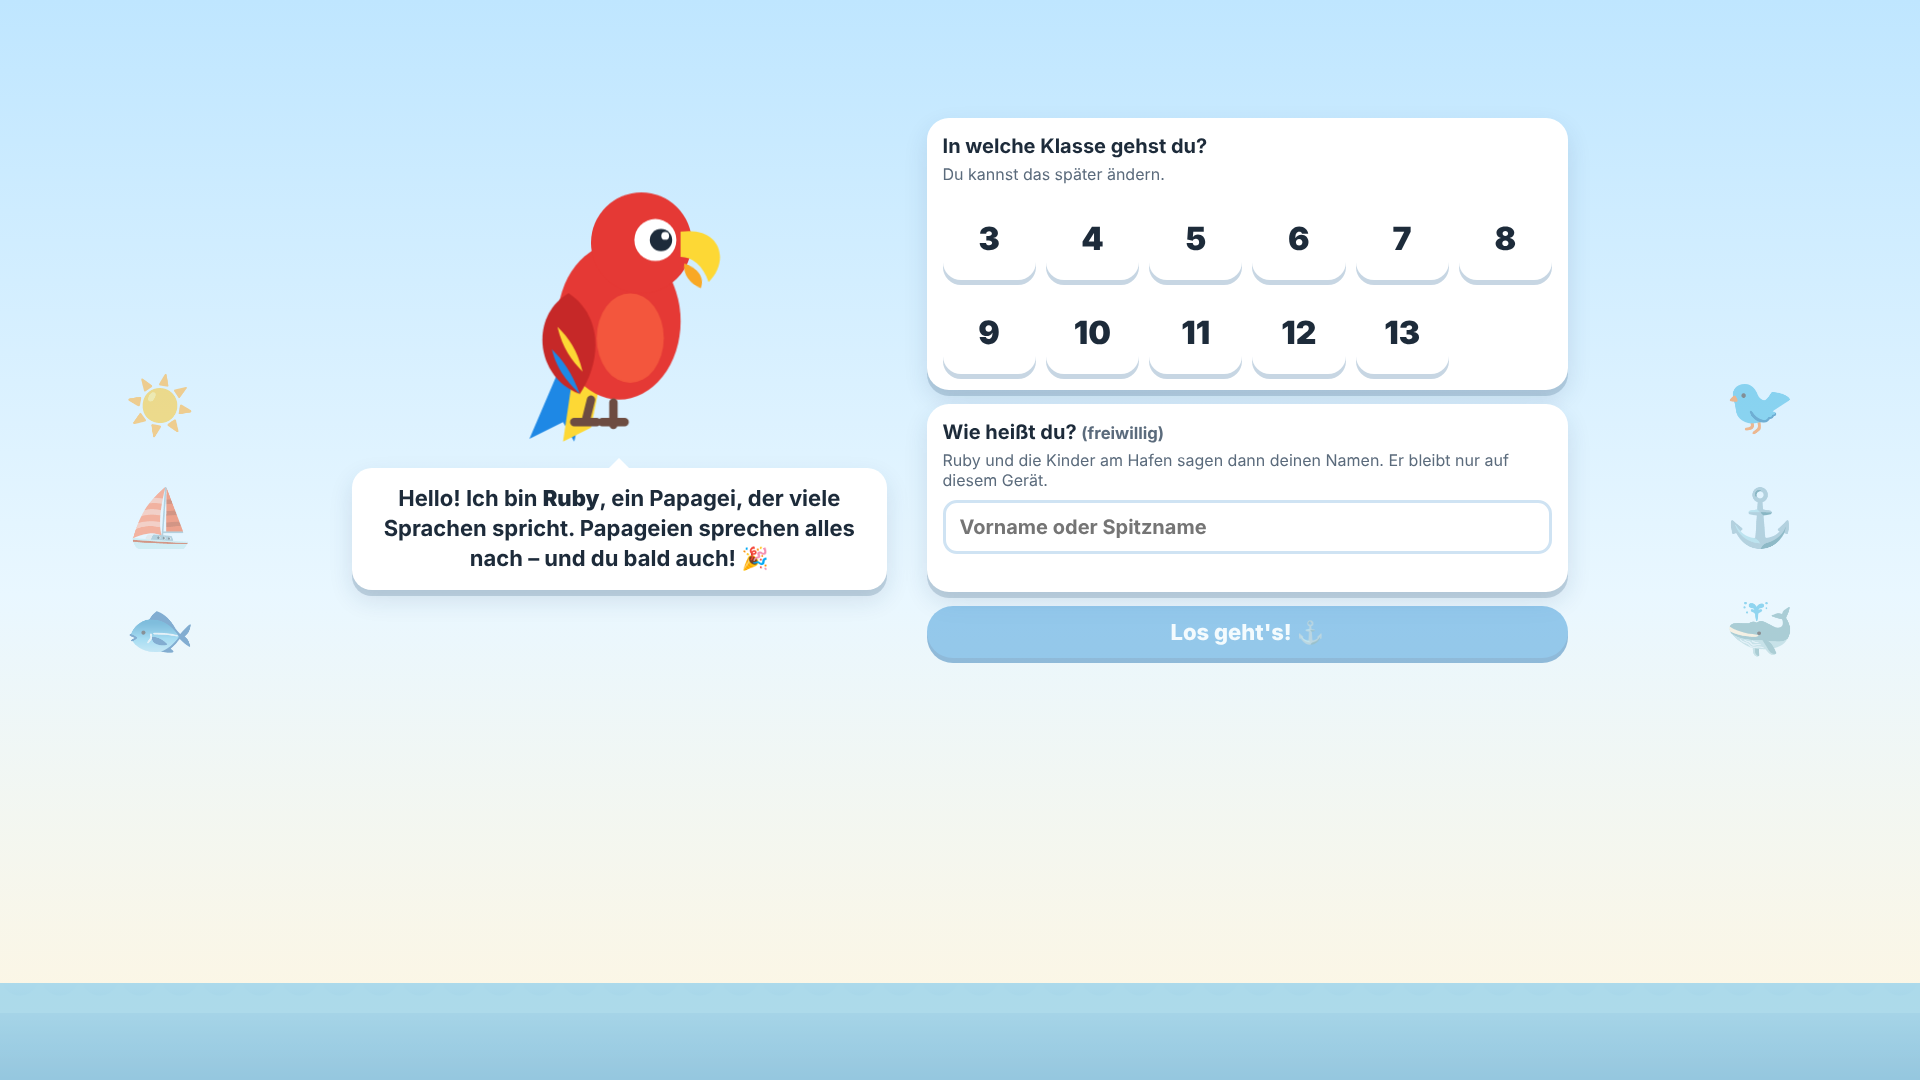 Hello! Ich bin Ruby, ein Papagei, der viele
Sprachen spricht. Papageien sprechen alles
nach – und du bald auch! 🎉
In welche Klasse gehst du?
Du kannst das später ändern.
3 4 5 6 7 8
9 10 11 12 13
Wie heißt du? (freiwillig)
Ruby und die Kinder am Hafen sagen dann deinen Namen. Er bleibt nur auf
diesem Gerät.
Vorname oder Spitzname
Los geht's! ⚓